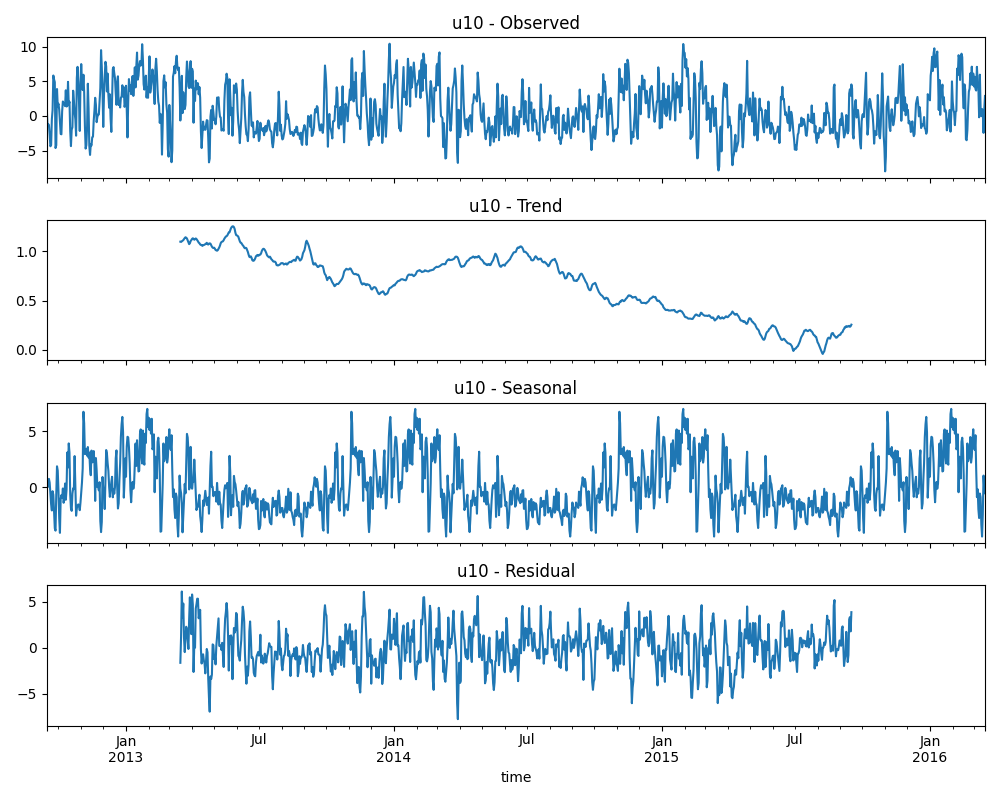 u10 - Observed
10
5
0
−5
u10 - Trend
1.0
0.5
0.0
u10 - Seasonal
5
0
u10 - Residual
5
0
−5
Jan Jul Jan Jul Jan Jul Jan
2013 2014 2015 2016
time